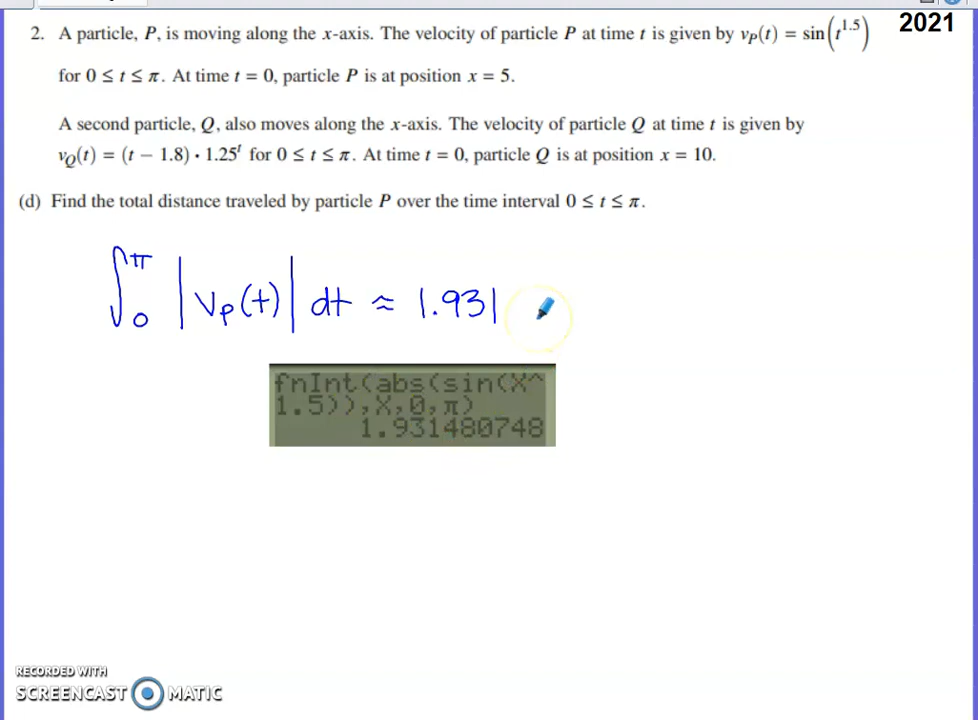 2. A particle, P, is moving along the x-axis. The velocity of particle P at time t is given by v_P(t) = sin(t^1.5)
2021
for 0 ≤ t ≤ π. At time t = 0, particle P is at position x = 5.
A second particle, Q, also moves along the x-axis. The velocity of particle Q at time t is given by
v_Q(t) = (t − 1.8) · 1.25^t for 0 ≤ t ≤ π. At time t = 0, particle Q is at position x = 10.
(d) Find the total distance traveled by particle P over the time interval 0 ≤ t ≤ π.
∫_0^π |v_P(t)| dt ≈ 1.931
fnInt(abs(sin(X^
1.5)),X,0,π)
1.931480748
RECORDED WITH
SCREENCAST MATIC